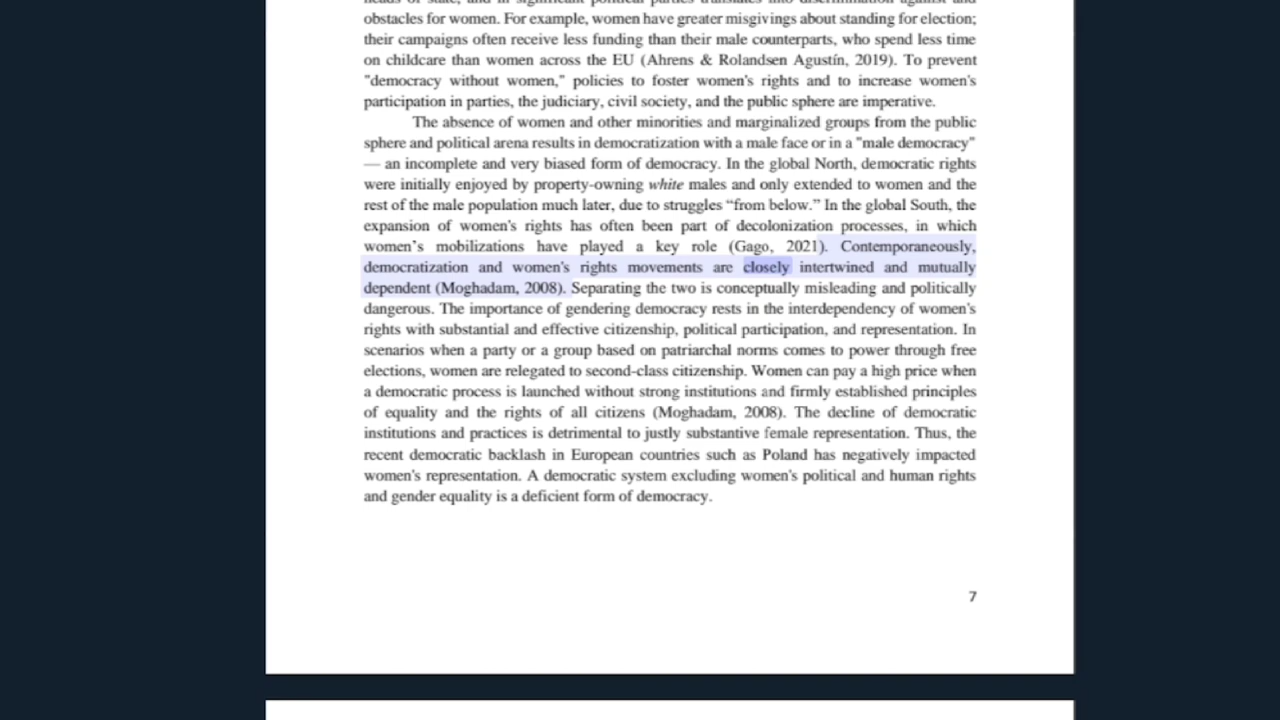 heads of state, and in significant political parties translates into discrimination against and
obstacles for women. For example, women have greater misgivings about standing for election;
their campaigns often receive less funding than their male counterparts, who spend less time
on childcare than women across the EU (Ahrens & Rolandsen Agustín, 2019). To prevent
"democracy without women," policies to foster women's rights and to increase women's
participation in parties, the judiciary, civil society, and the public sphere are imperative.
The absence of women and other minorities and marginalized groups from the public
sphere and political arena results in democratization with a male face or in a "male democracy"
— an incomplete and very biased form of democracy. In the global North, democratic rights
were initially enjoyed by property-owning white males and only extended to women and the
rest of the male population much later, due to struggles “from below.” In the global South, the
expansion of women's rights has often been part of decolonization processes, in which
women’s mobilizations have played a key role (Gago, 2021). Contemporaneously,
democratization and women's rights movements are closely intertwined and mutually
dependent (Moghadam, 2008). Separating the two is conceptually misleading and politically
dangerous. The importance of gendering democracy rests in the interdependency of women's
rights with substantial and effective citizenship, political participation, and representation. In
scenarios when a party or a group based on patriarchal norms comes to power through free
elections, women are relegated to second-class citizenship. Women can pay a high price when
a democratic process is launched without strong institutions and firmly established principles
of equality and the rights of all citizens (Moghadam, 2008). The decline of democratic
institutions and practices is detrimental to justly substantive female representation. Thus, the
recent democratic backlash in European countries such as Poland has negatively impacted
women's representation. A democratic system excluding women's political and human rights
and gender equality is a deficient form of democracy.
7